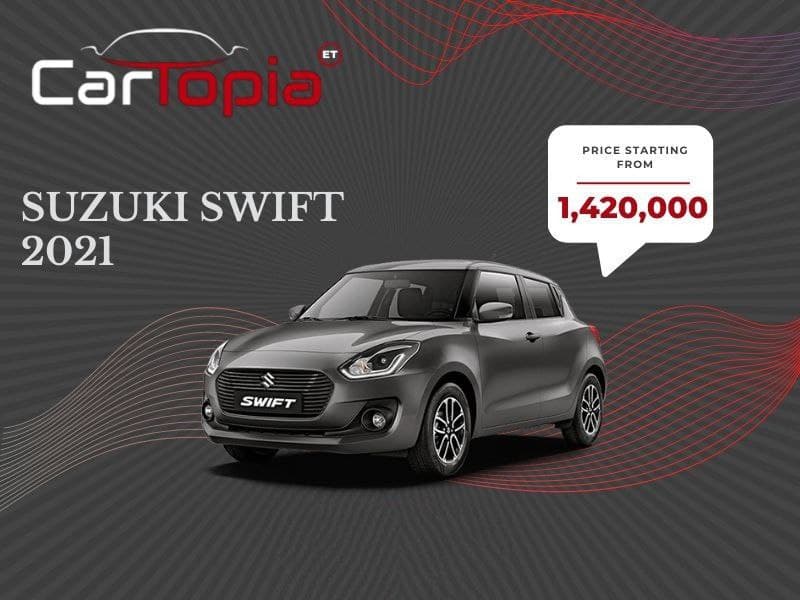 CarTopia ET
SUZUKI SWIFT
2021
PRICE STARTING
FROM
1,420,000
SWIFT